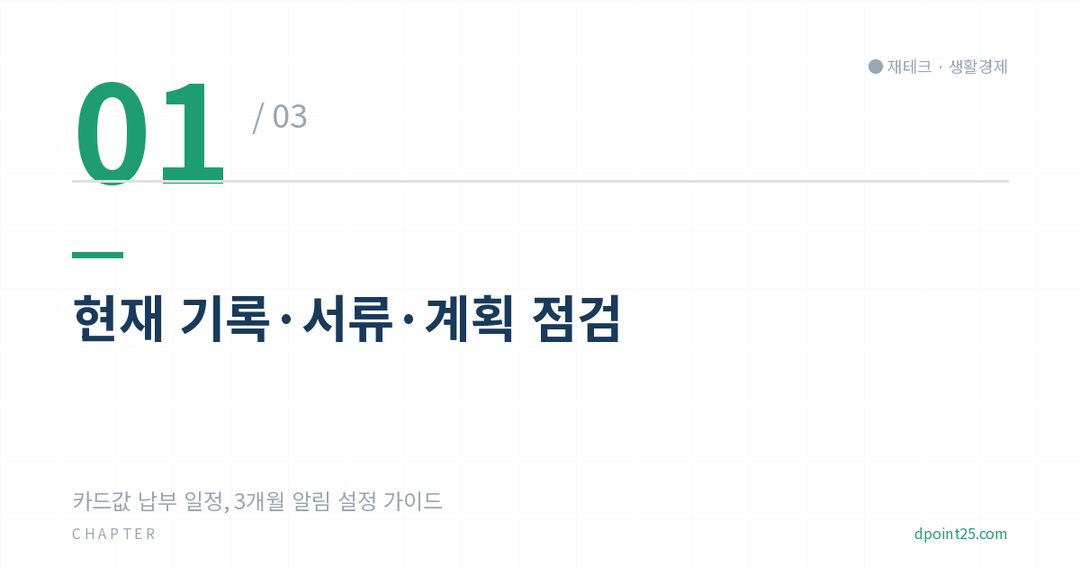 재테크 · 생활경제
01 / 03
현재 기록·서류·계획 점검
카드값 납부 일정, 3개월 알림 설정 가이드
CHAPTER
dpoint25.com